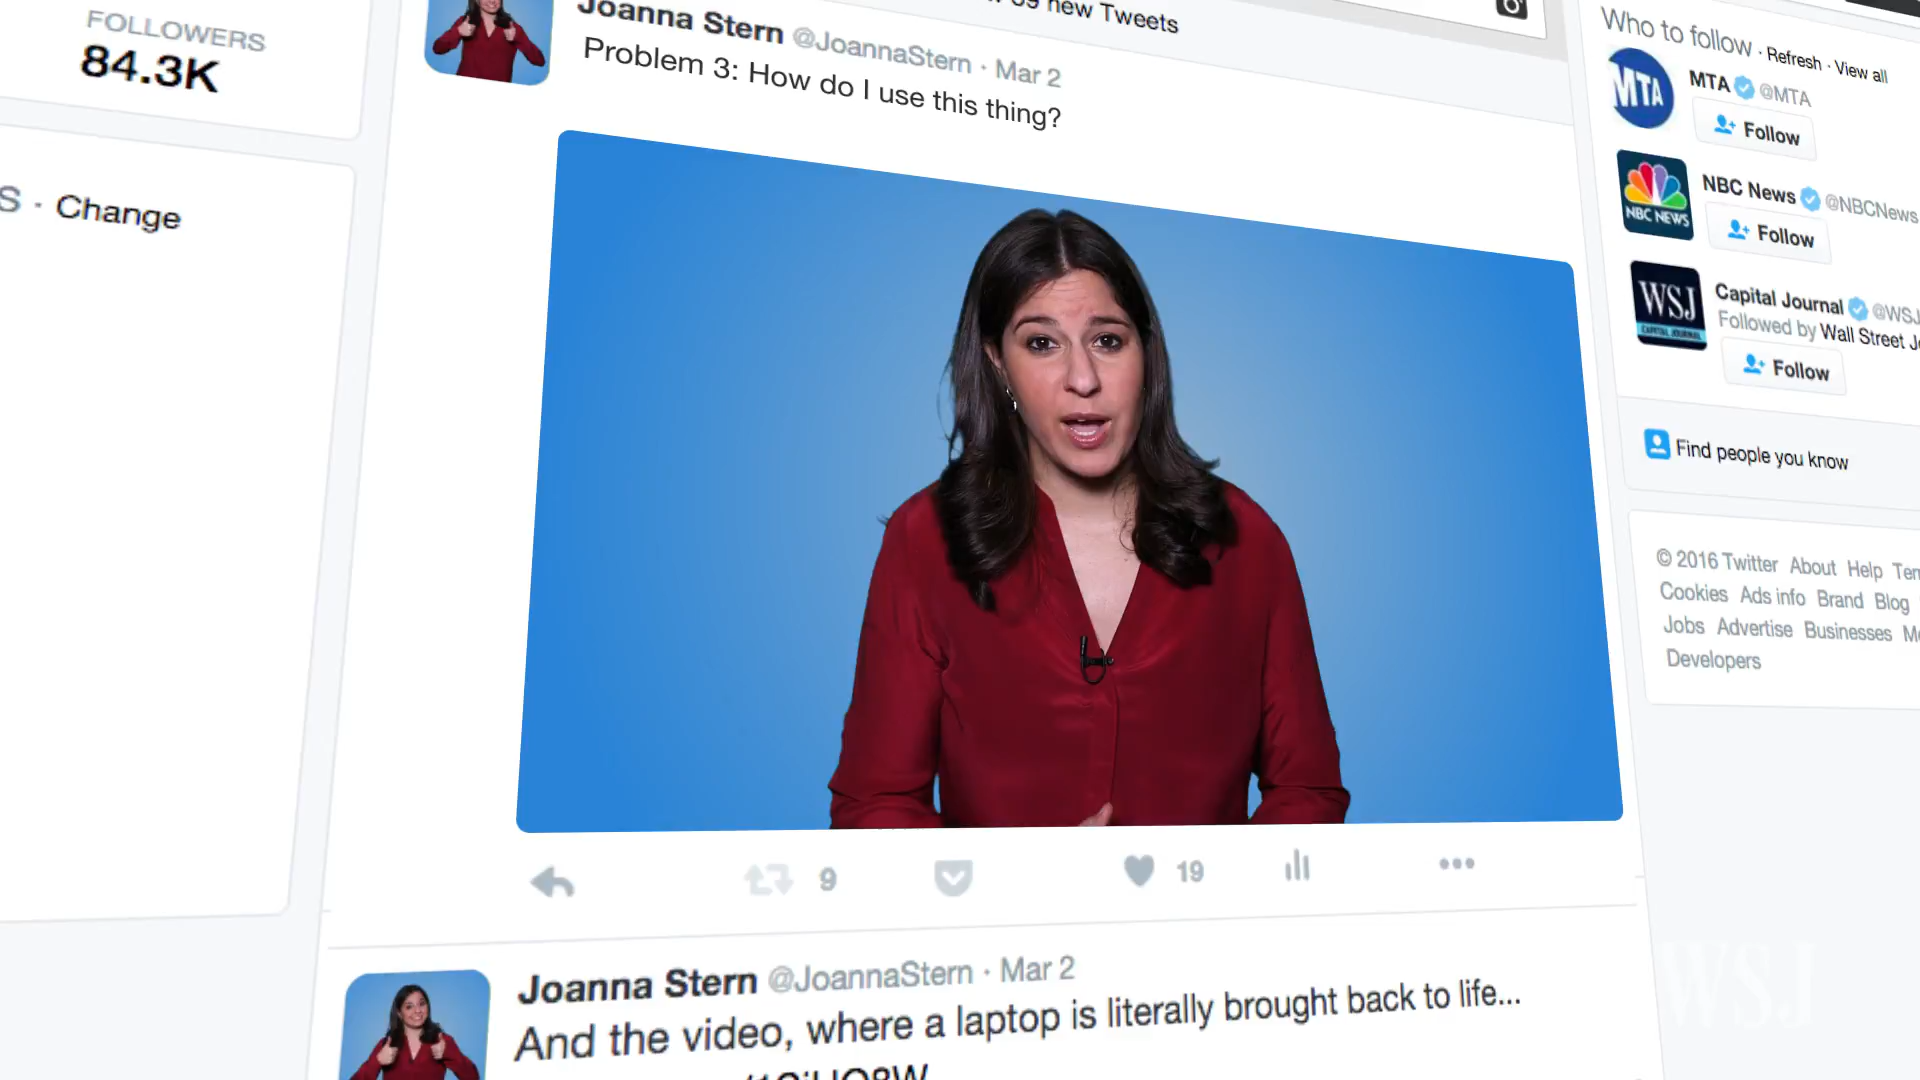 FOLLOWERS
84.3K
· Change
new Tweets
Joanna Stern @JoannaStern · Mar 2
Problem 3: How do I use this thing?
9
19
Joanna Stern @JoannaStern · Mar 2
And the video, where a laptop is literally brought back to life...
Who to follow · Refresh · View all
MTA
MTA @MTA
Follow
NBC NEWS
NBC News @NBCNews
Follow
WSJ
CAPITAL JOURNAL
Capital Journal @WSJ
Followed by Wall Street
Follow
Find people you know
© 2016 Twitter About Help
Cookies Ads info Brand Blog
Jobs Advertise Businesses
Developers
WSJ